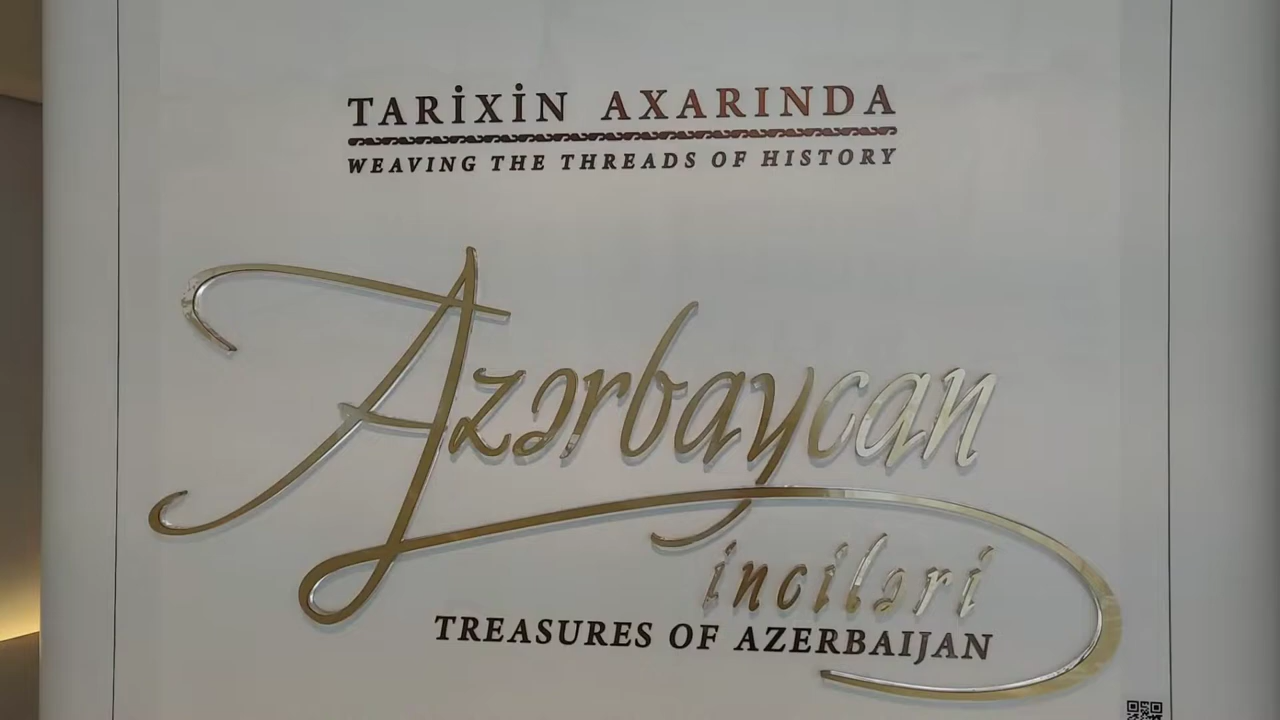 TARİXİN AXARINDA
WEAVING THE THREADS OF HISTORY
Azərbaycan
inciləri
TREASURES OF AZERBAIJAN